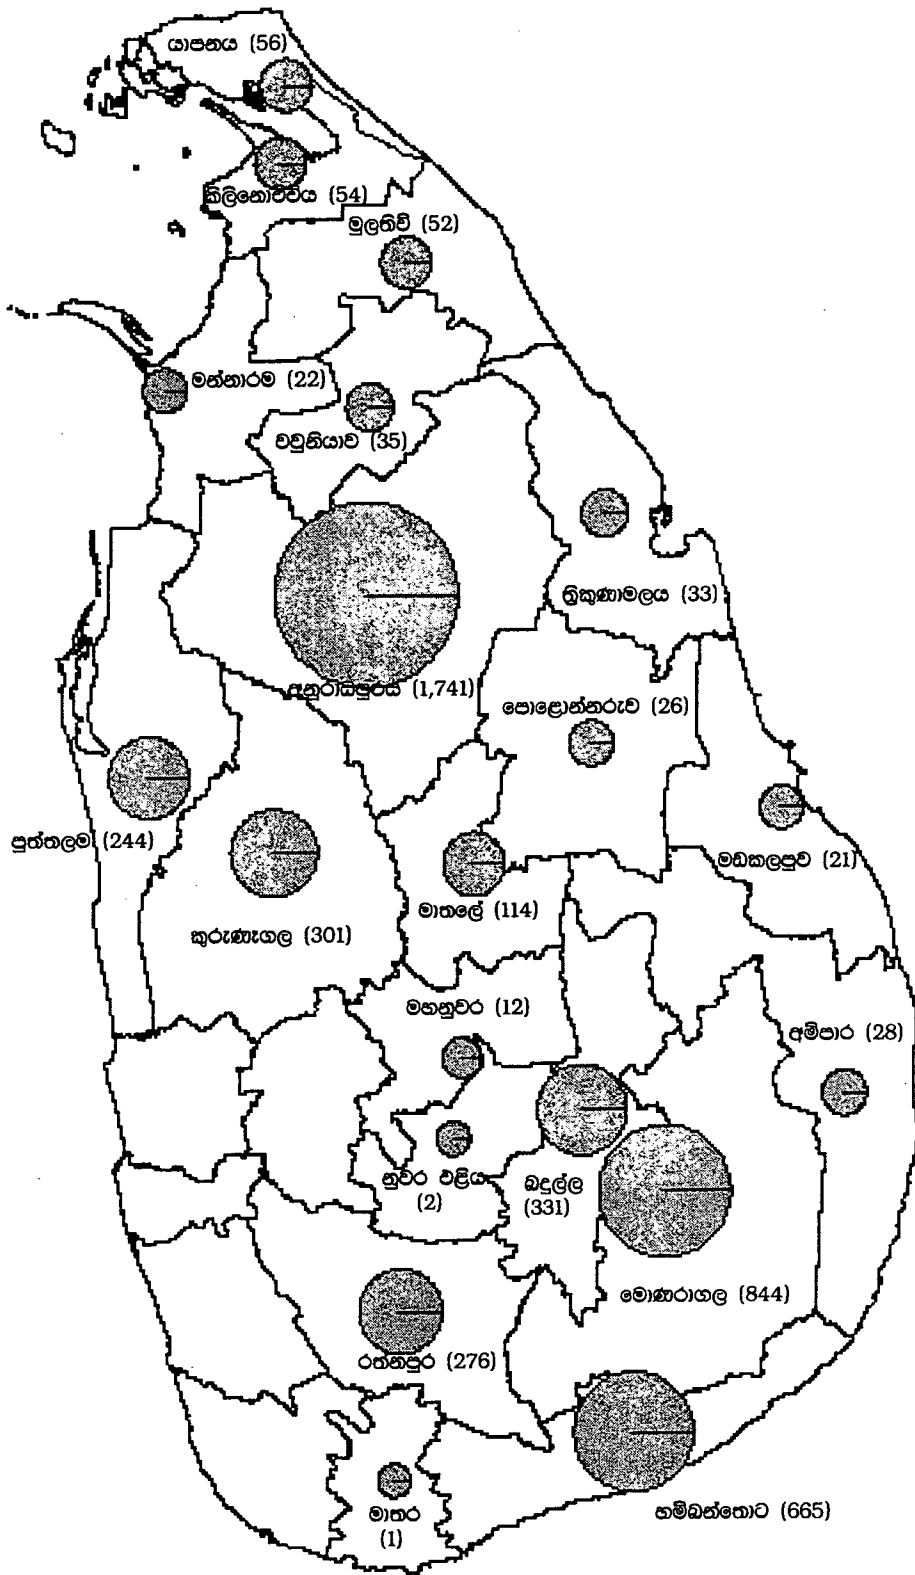 යාපනය (56)
කිලිනොච්චිය (54)
මුලතිව් (52)
මන්නාරම (22)
වවුනියාව (35)
ත්‍රිකුණාමලය (33)
අනුරාධපුරය (1,741)
පොළොන්නරුව (26)
පුත්තලම (244)
මඩකලපුව (21)
මාතලේ (114)
කුරුණෑගල (301)
මහනුවර (12)
අම්පාර (28)
නුවර එළිය
(2)
බදුල්ල
(331)
මොණරාගල (844)
රත්නපුර (276)
හම්බන්තොට (665)
මාතර
(1)